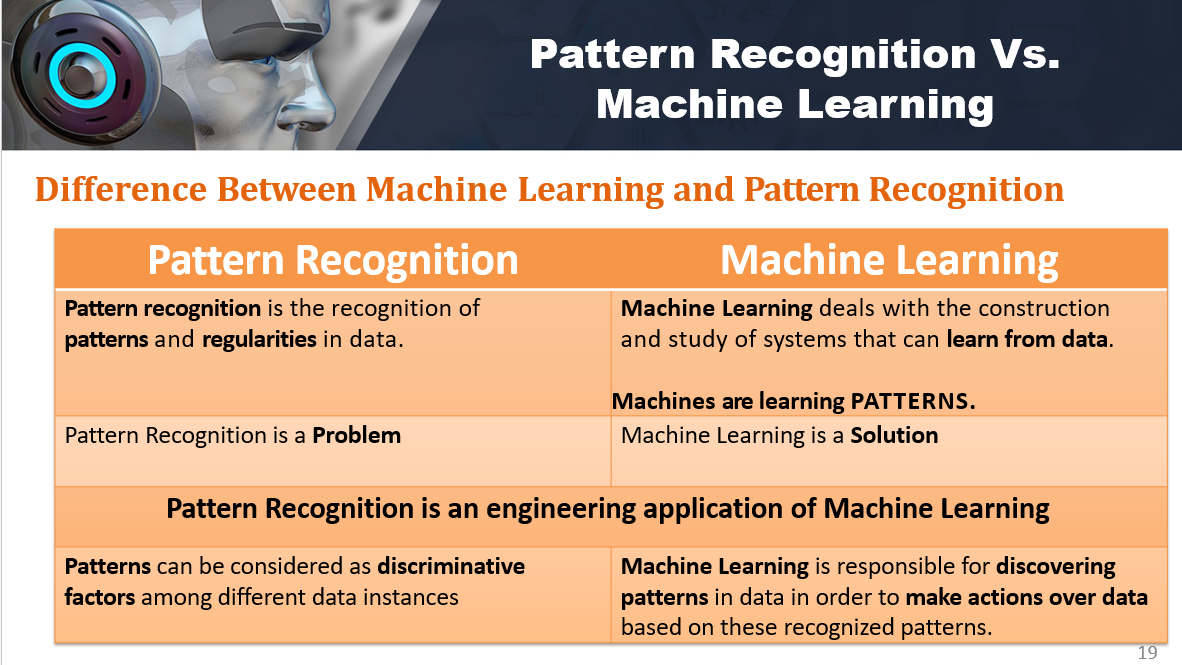 Pattern Recognition Vs.
Machine Learning
Difference Between Machine Learning and Pattern Recognition
Pattern Recognition
Machine Learning
Pattern recognition is the recognition of
patterns and regularities in data.
Machine Learning deals with the construction
and study of systems that can learn from data.
Machines are learning PATTERNS.
Pattern Recognition is a Problem
Machine Learning is a Solution
Pattern Recognition is an engineering application of Machine Learning
Patterns can be considered as discriminative
factors among different data instances
Machine Learning is responsible for discovering
patterns in data in order to make actions over data
based on these recognized patterns.
19